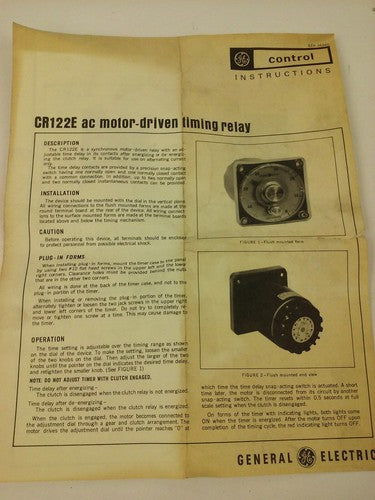 control
INSTRUCTIONS
CR122E ac motor-driven timing relay
DESCRIPTION
The CR122E is a synchronous motor-driven relay with an ad-
justable time delay in its contacts after energizing or de-energiz-
ing the clutch relay. It is suitable for use on alternating current
only.
The time delay contacts are provided by a precision snap-acting
switch having one normally open and one normally closed contact
with a common connection. In addition, up to two normally open
and two normally closed instantaneous contacts can be provided.
INSTALLATION
The device should be mounted with the dial in the vertical plane.
All wiring connections to the flush mounted forms are made at the
round terminal board at the rear of the device. All wiring connec-
tions to the surface mounted forms are made at the terminal boards
located above and below the timing mechanism.
CAUTION
Before operating this device, all terminals should be enclosed
to protect personnel from possible electrical shock.
PLUG-IN FORMS
When installing plug-in forms, mount the timer case in the panel
by using two #10 flat head screws in the upper left and the lower
right corners. Clearance holes must be provided behind the nuts
that are in the other two corners.
All wiring is done at the back of the timer case, and not to the
plug-in portion of the timer.
When installing or removing the plug-in portion of the timer,
alternately tighten or loosen the two jack screws in the upper right
and lower left corners of the timer. Do not try to completely re-
move or tighten one screw at a time. This may cause damage to
the timer.
OPERATION
The time setting is adjustable over the timing range as shown
on the dial of the device. To make the setting, loosen the smaller
of the two knobs on the dial. Then adjust the larger of the two
knobs until the pointer on the dial indicates the desired time delay,
and retighten the smaller knob. (See FIGURE 1)
NOTE: DO NOT ADJUST TIMER WITH CLUTCH ENGAGED.
Time delay after energizing–
The clutch is engaged when the clutch relay is not energized.
Time delay after de-energizing–
The clutch is disengaged when the clutch relay is energized.
When the clutch is engaged, the motor becomes connected to
the adjustment dial through a gear and clutch arrangement. The
motor drives the adjustment dial until the pointer reaches "0" at
FIGURE 1 - Flush mounted form
FIGURE 2 - Flush mounted end view
which time the time delay snap-acting switch is actuated. A short
time later, the motor is disconnected from its circuit by another
snap-acting switch. The timer resets within 0.5 seconds at full
scale setting when the clutch is disengaged.
On forms of the timer with indicating lights, both lights come
ON when the timer is energized. After the motor turns OFF upon
completion of the timing cycle, the red indicating light turns OFF.
GENERAL ELECTRIC